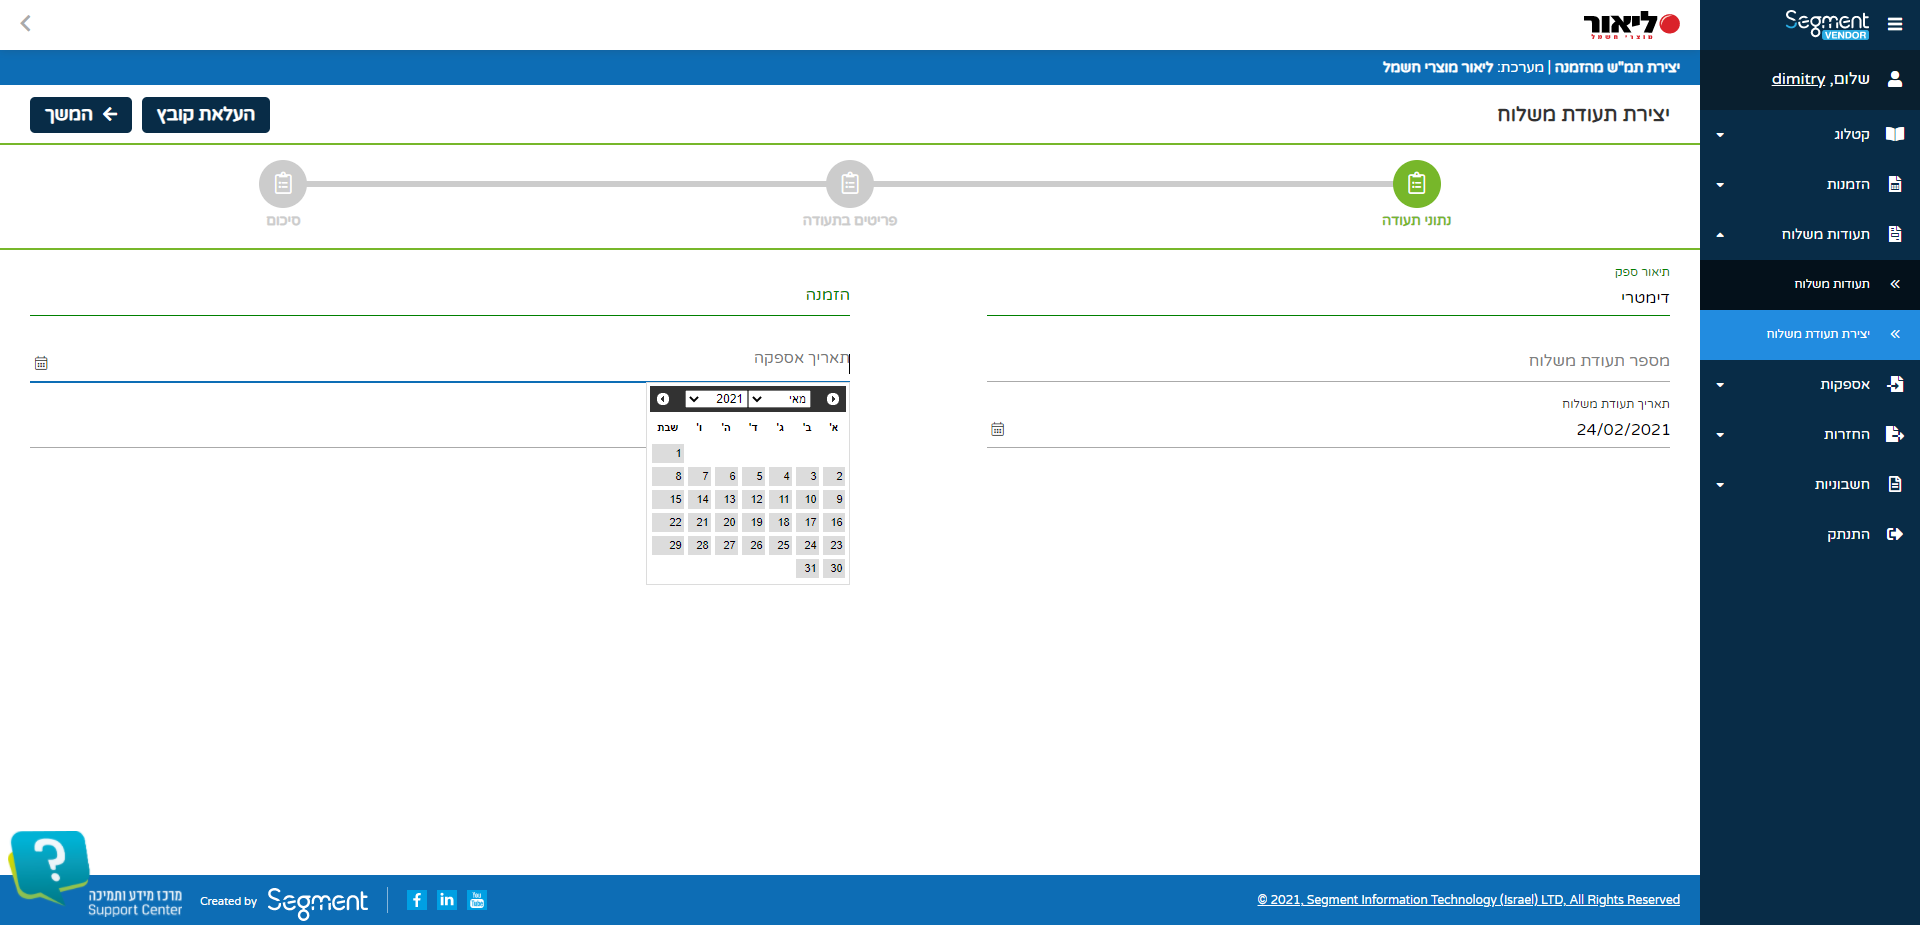 Segment
VENDOR
שלום, dimitry
קטלוג
הזמנות
תעודות משלוח
תעודות משלוח
יצירת תעודת משלוח
אספקות
החזרות
חשבוניות
התנתק
ליאור
מוצרי חשמל
יצירת תמ"ש מהזמנה | מערכת: ליאור מוצרי חשמל
יצירת תעודת משלוח
העלאת קובץ
המשך
נתוני תעודה
פריטים בתעודה
סיכום
תיאור ספק
דימטרי
הזמנה
מספר תעודת משלוח
תאריך אספקה
תאריך תעודת משלוח
24/02/2021
מאי 2021
א' ב' ג' ד' ה' ו' שבת
1
2 3 4 5 6 7 8
9 10 11 12 13 14 15
16 17 18 19 20 21 22
23 24 25 26 27 28 29
30 31
© 2021, Segment Information Technology (Israel) LTD, All Rights Reserved
You Tube
in
f
Created by Segment
?
מרכז מידע ותמיכה
Support Center